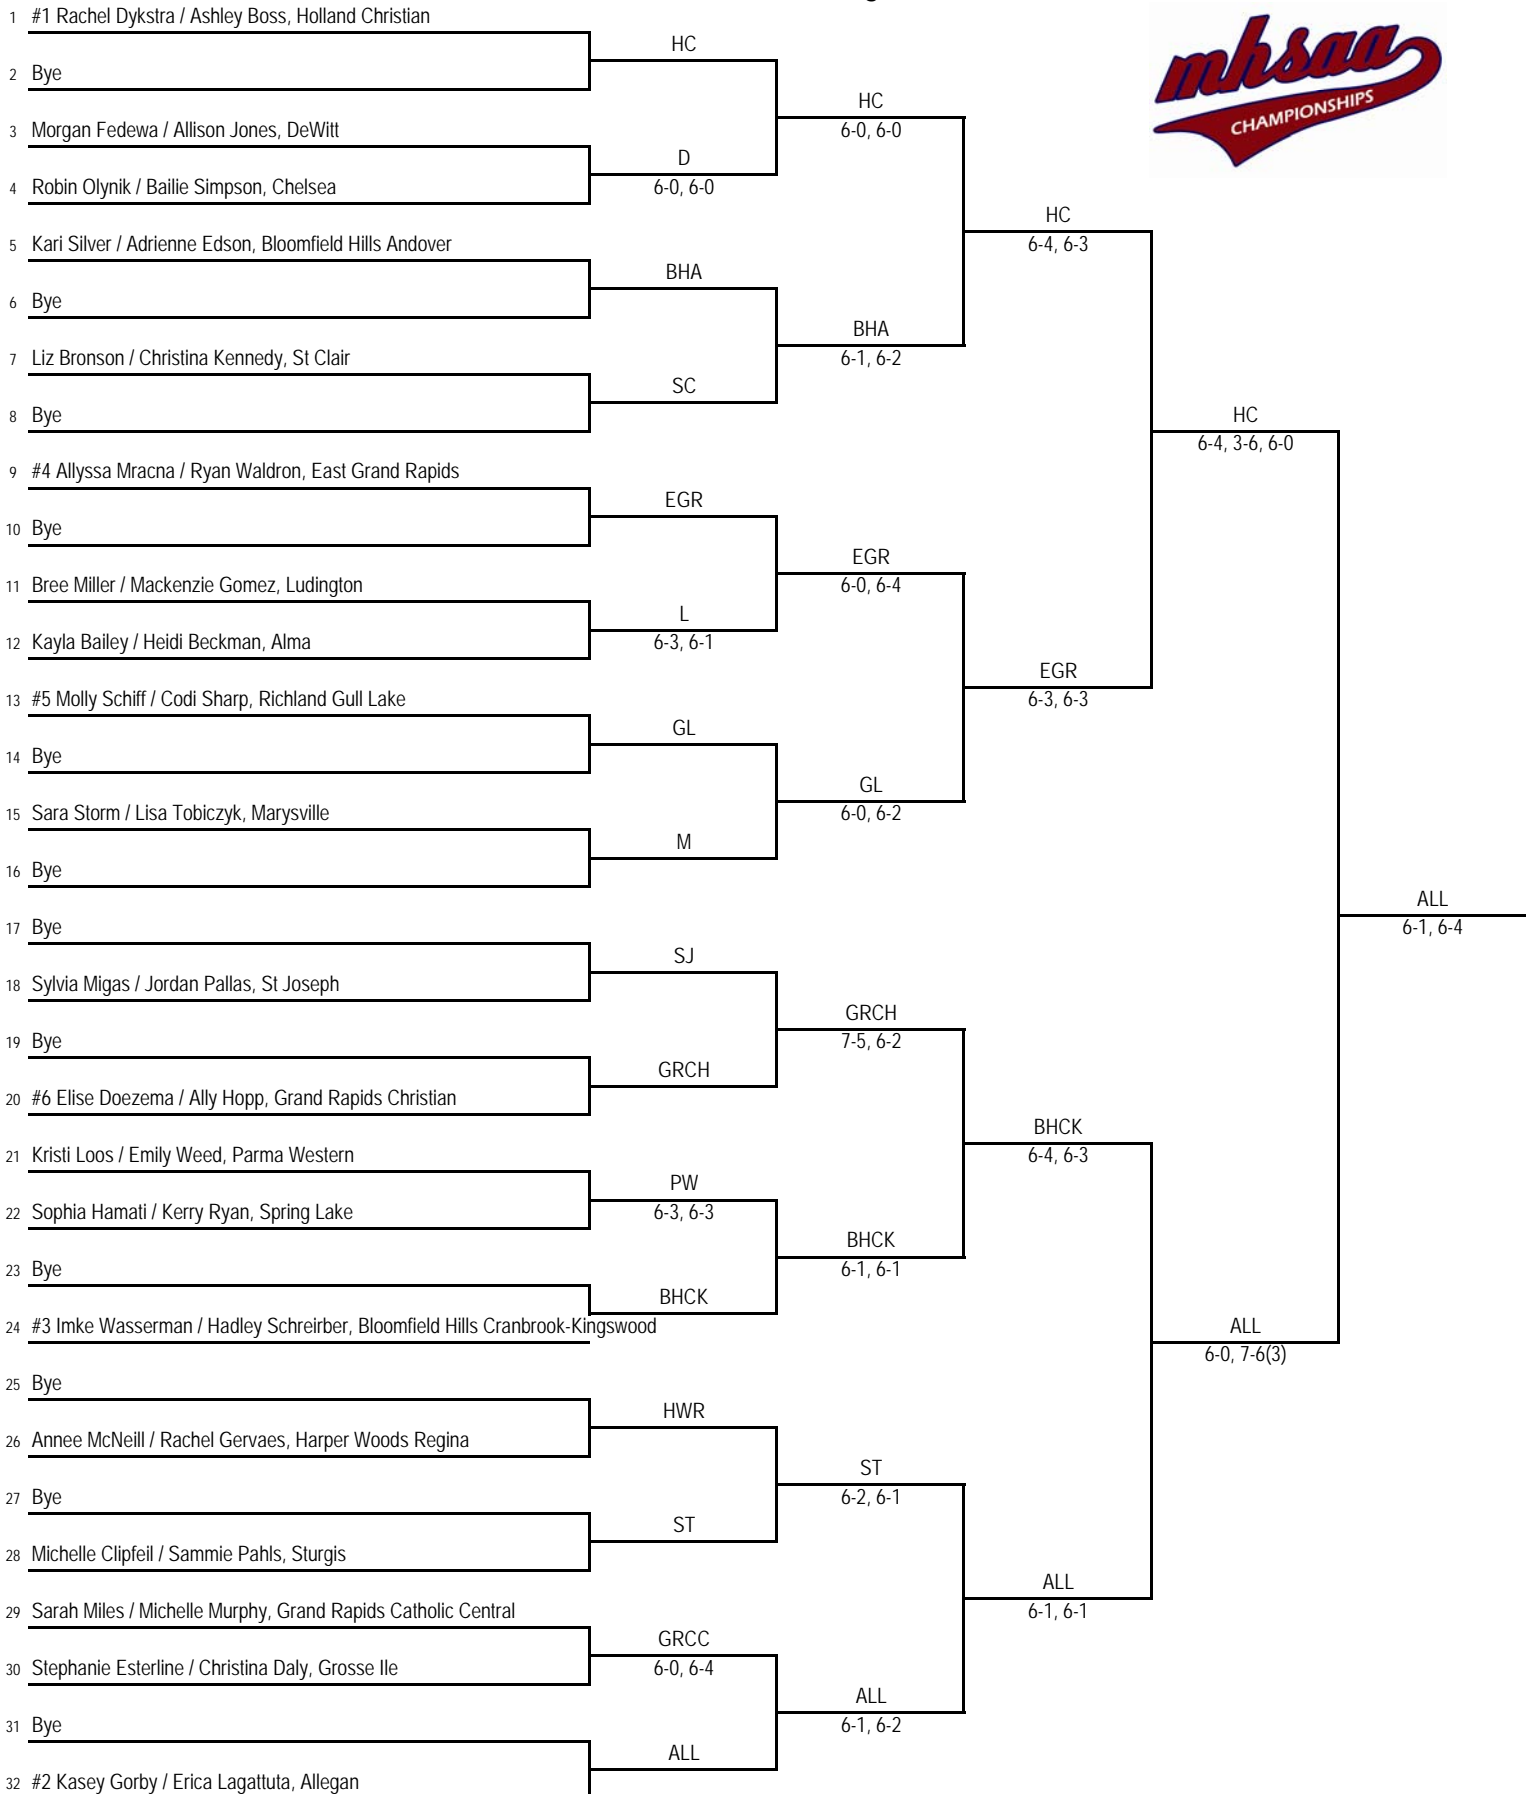 1 #1 Rachel Dykstra / Ashley Boss, Holland Christian
2 Bye
3 Morgan Fedewa / Allison Jones, DeWitt
4 Robin Olynik / Bailie Simpson, Chelsea
5 Kari Silver / Adrienne Edson, Bloomfield Hills Andover
6 Bye
7 Liz Bronson / Christina Kennedy, St Clair
8 Bye
9 #4 Allyssa Mracna / Ryan Waldron, East Grand Rapids
10 Bye
11 Bree Miller / Mackenzie Gomez, Ludington
12 Kayla Bailey / Heidi Beckman, Alma
13 #5 Molly Schiff / Codi Sharp, Richland Gull Lake
14 Bye
15 Sara Storm / Lisa Tobiczyk, Marysville
16 Bye
17 Bye
18 Sylvia Migas / Jordan Pallas, St Joseph
19 Bye
20 #6 Elise Doezema / Ally Hopp, Grand Rapids Christian
21 Kristi Loos / Emily Weed, Parma Western
22 Sophia Hamati / Kerry Ryan, Spring Lake
23 Bye
24 #3 Imke Wasserman / Hadley Schreirber, Bloomfield Hills Cranbrook-Kingswood
25 Bye
26 Annee McNeill / Rachel Gervaes, Harper Woods Regina
27 Bye
28 Michelle Clipfeil / Sammie Pahls, Sturgis
29 Sarah Miles / Michelle Murphy, Grand Rapids Catholic Central
30 Stephanie Esterline / Christina Daly, Grosse Ile
31 Bye
32 #2 Kasey Gorby / Erica Lagattuta, Allegan
HC
D
6-0, 6-0
BHA
SC
EGR
L
6-3, 6-1
GL
M
SJ
GRCH
PW
6-3, 6-3
BHCK
HWR
ST
GRCC
6-0, 6-4
ALL
HC
6-0, 6-0
BHA
6-1, 6-2
EGR
6-0, 6-4
GL
6-0, 6-2
GRCH
7-5, 6-2
BHCK
6-1, 6-1
ST
6-2, 6-1
ALL
6-1, 6-2
HC
6-4, 6-3
EGR
6-3, 6-3
BHCK
6-4, 6-3
ALL
6-1, 6-1
HC
6-4, 3-6, 6-0
ALL
6-0, 7-6(3)
ALL
6-1, 6-4
mhsaa
CHAMPIONSHIPS